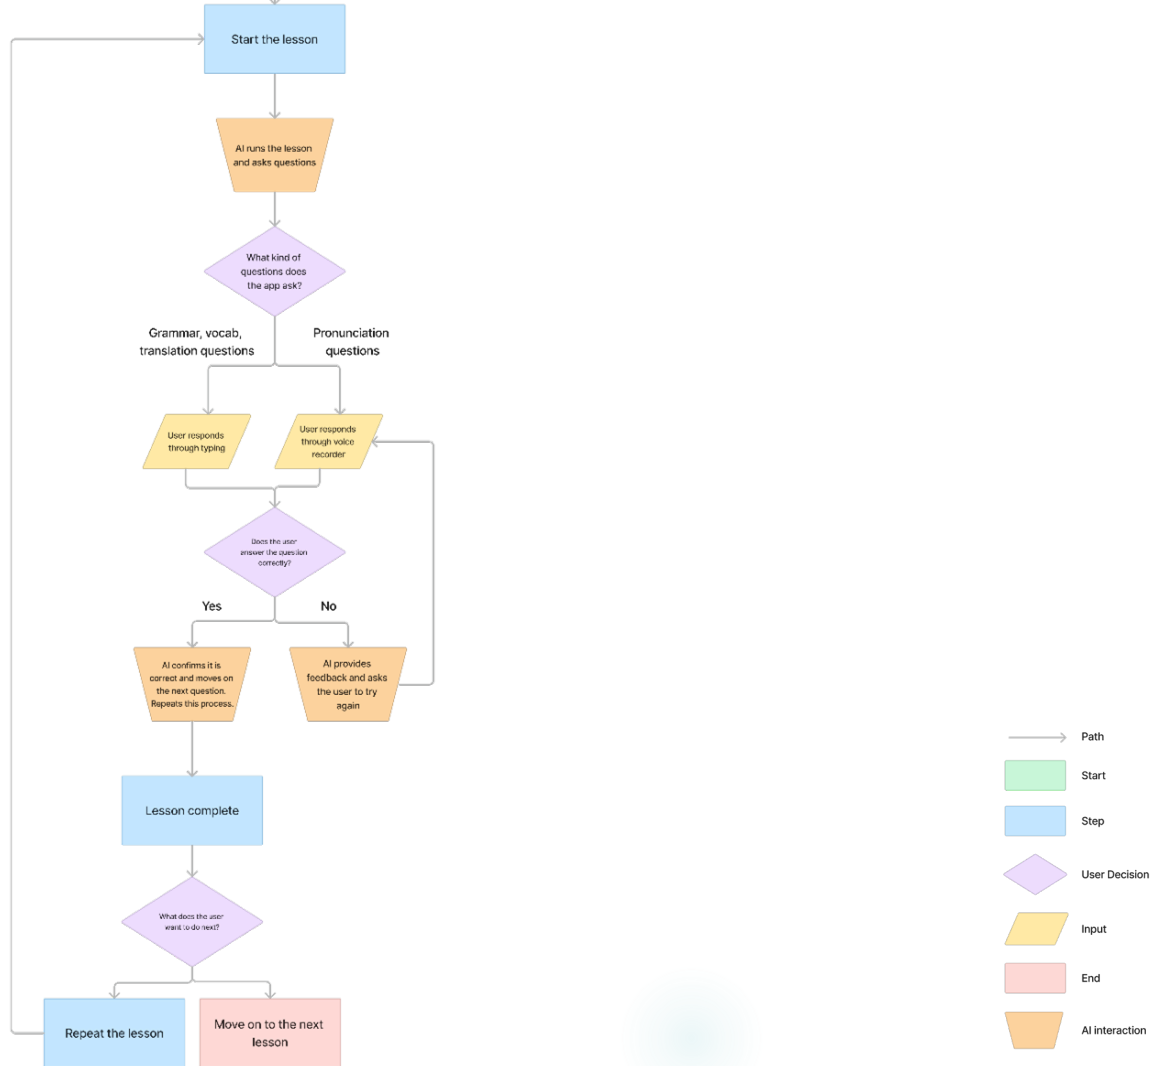 Start the lesson
AI runs the lesson
and asks questions
What kind of
questions does
the app ask?
Grammar, vocab,
translation questions
Pronunciation
questions
User responds
through typing
User responds
through voice
recorder
Does the user
answer the question
correctly?
Yes
No
AI confirms it is
correct and moves on
the next question.
Repeats this process.
AI provides
feedback and asks
the user to try
again
Lesson complete
What does the user
want to do next?
Repeat the lesson
Move on to the next
lesson
Path
Start
Step
User Decision
Input
End
AI interaction